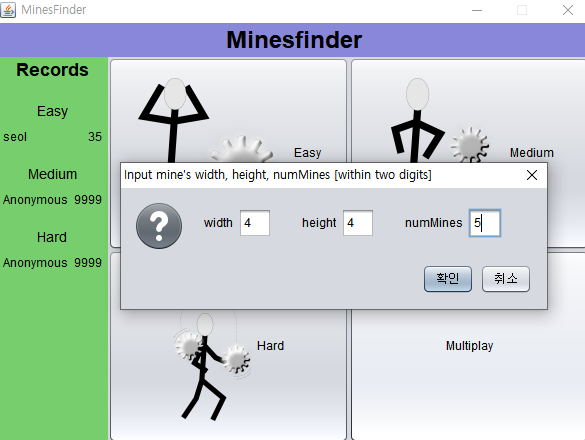 MinesFinder
Minesfinder
Records
Easy
seol 35
Medium
Anonymous 9999
Hard
Anonymous 9999
Easy
Medium
Input mine's width, height, numMines [within two digits]
?
width 4 height 4 numMines 5
확인 취소
Hard
Multiplay